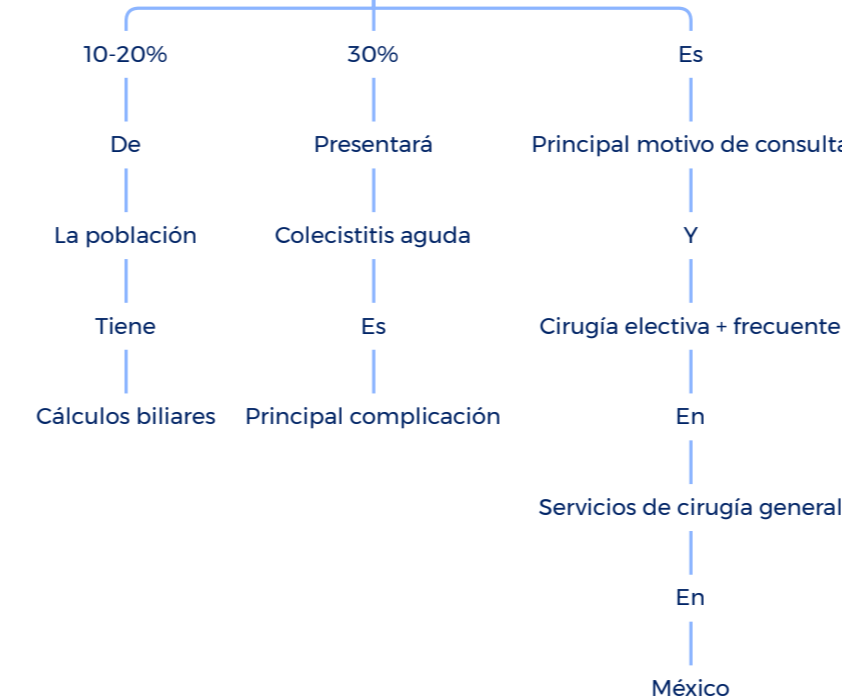 10-20%
De
La población
Tiene
Cálculos biliares
30%
Presentará
Colecistitis aguda
Es
Principal complicación
Es
Principal motivo de consulta
Y
Cirugía electiva + frecuente
En
Servicios de cirugía general
En
México